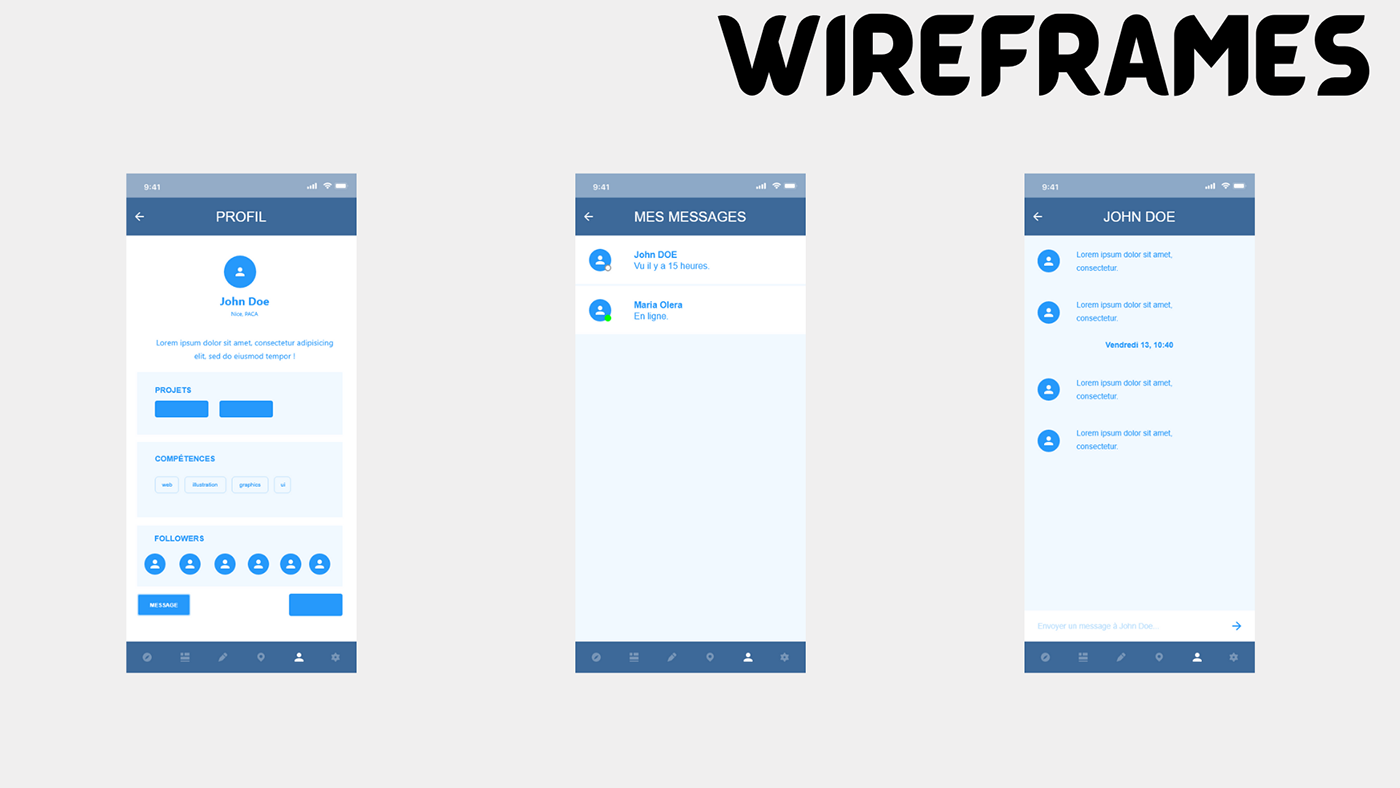 WIREFRAMES
9:41
PROFIL
John Doe
Nice, PACA
Lorem ipsum dolor sit amet, consectetur adipisicing
elit, sed do eiusmod tempor !
PROJETS
COMPÉTENCES
web illustration graphics ui
FOLLOWERS
MESSAGE
9:41
MES MESSAGES
John DOE
Vu il y a 15 heures.
Maria Olera
En ligne.
9:41
JOHN DOE
Lorem ipsum dolor sit amet,
consectetur.
Lorem ipsum dolor sit amet,
consectetur.
Vendredi 13, 10:40
Lorem ipsum dolor sit amet,
consectetur.
Lorem ipsum dolor sit amet,
consectetur.
Envoyer us message à John Doe...